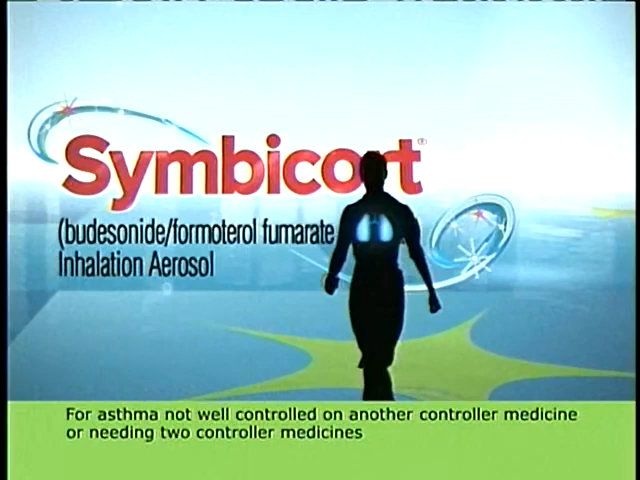 Symbicort®
(budesonide/formoterol fumarate
Inhalation Aerosol
For asthma not well controlled on another controller medicine
or needing two controller medicines